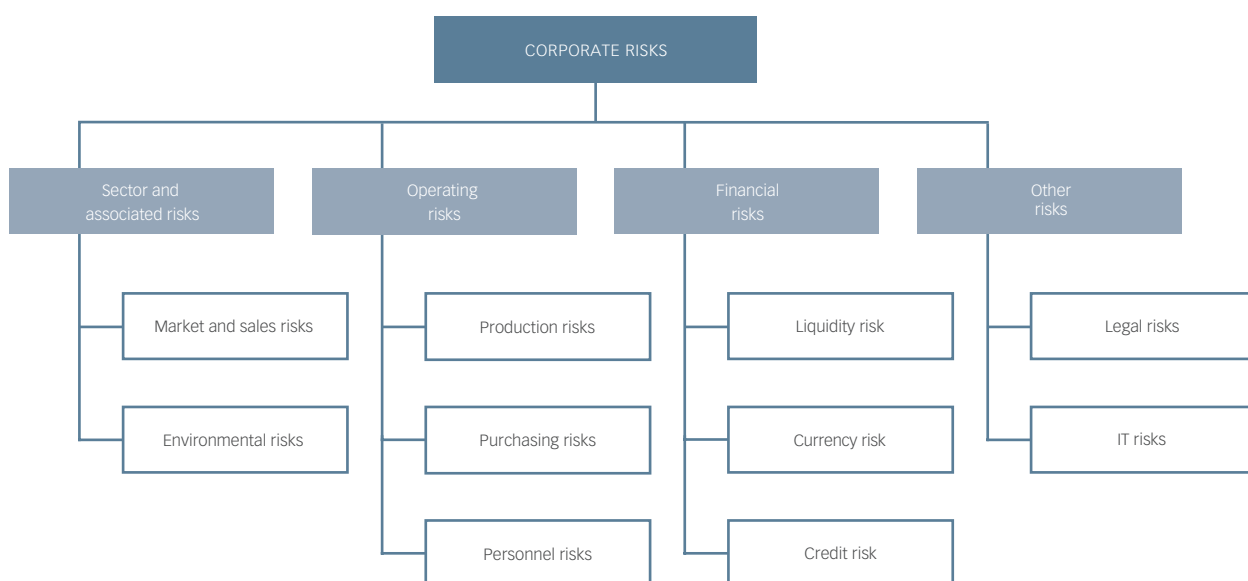 CORPORATE RISKS
Sector and
associated risks
Operating
risks
Financial
risks
Other
risks
Market and sales risks
Production risks
Liquidity risk
Legal risks
Environmental risks
Purchasing risks
Currency risk
IT risks
Personnel risks
Credit risk